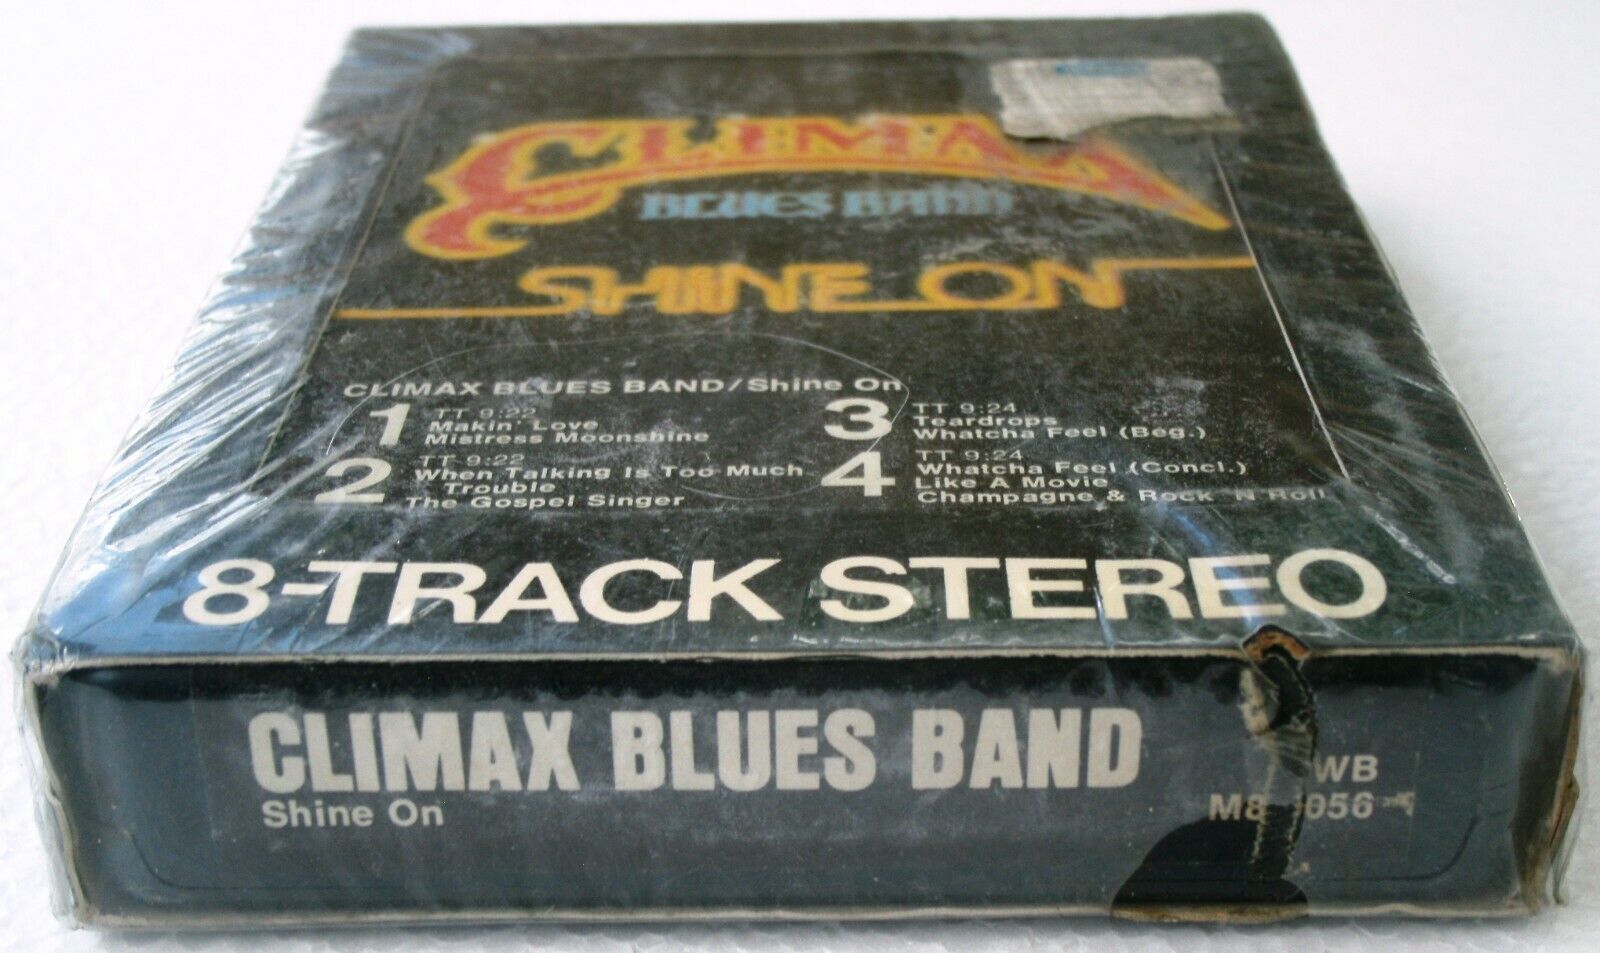 CLIMAX
BLUES BAND
SHINE ON
CLIMAX BLUES BAND/Shine On
1 TT 9:22
Makin' Love
Mistress Moonshine
2 TT 9:22
When Talking Is Too Much
Trouble
The Gospel Singer
3 TT 9:24
Teardrops
Whatcha Feel (Beg.)
4 TT 9:24
Whatcha Feel (Concl.)
Like A Movie
Champagne & Rock 'N' Roll
8-TRACK STEREO
CLIMAX BLUES BAND
Shine On
WB
M8 056